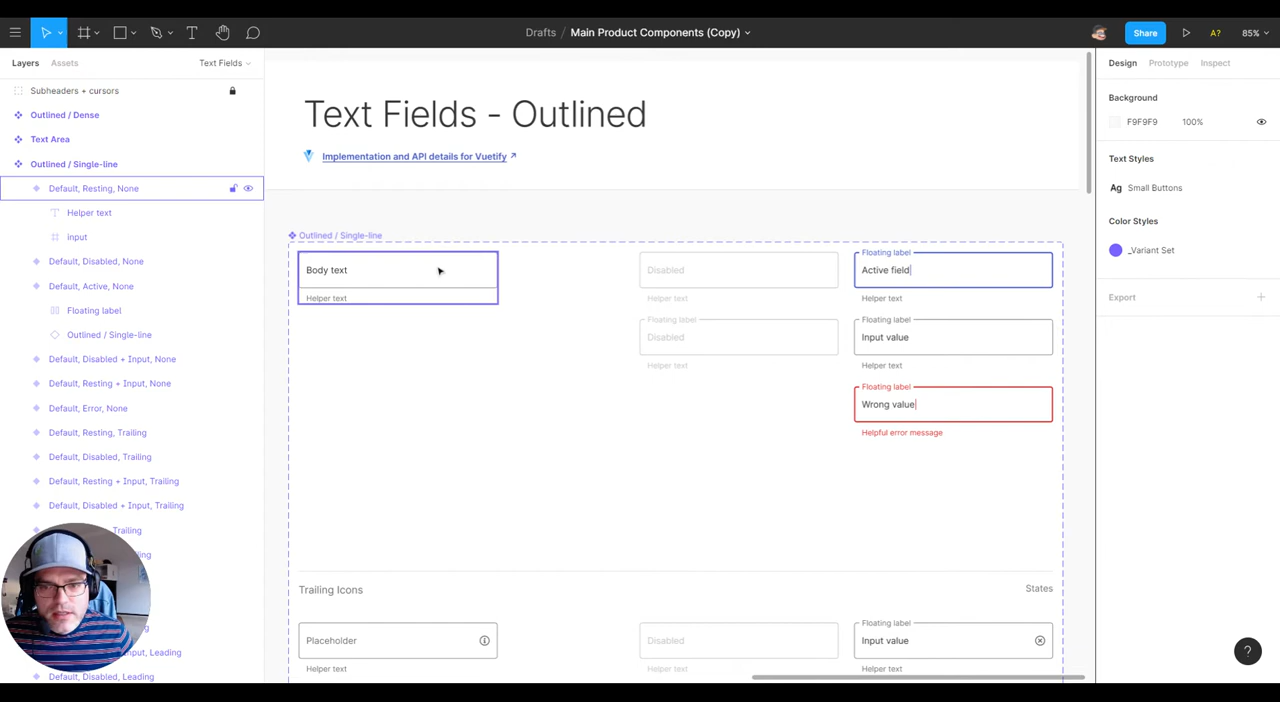 Drafts / Main Product Components (Copy)
Share
A?
85%
Layers
Assets
Text Fields
Design
Prototype
Inspect
Subheaders + cursors
Outlined / Dense
Text Area
Outlined / Single-line
Default, Resting, None
Helper text
input
Default, Disabled, None
Default, Active, None
Floating label
Outlined / Single-line
Default, Disabled + Input, None
Default, Resting + Input, None
Default, Error, None
Default, Resting, Trailing
Default, Disabled, Trailing
Default, Resting + Input, Trailing
Default, Disabled + Input, Trailing
Trailing
Leading
Default, Disabled, Leading
Text Fields - Outlined
Implementation and API details for Vuetify
Outlined / Single-line
Body text
Helper text
Disabled
Helper text
Floating label
Active field
Helper text
Floating label
Disabled
Helper text
Floating label
Input value
Helper text
Floating label
Wrong value
Helpful error message
Trailing Icons
States
Placeholder
Helper text
Disabled
Helper text
Floating label
Input value
Helper text
Background
F9F9F9
100%
Text Styles
Ag
Small Buttons
Color Styles
_Variant Set
Export
?